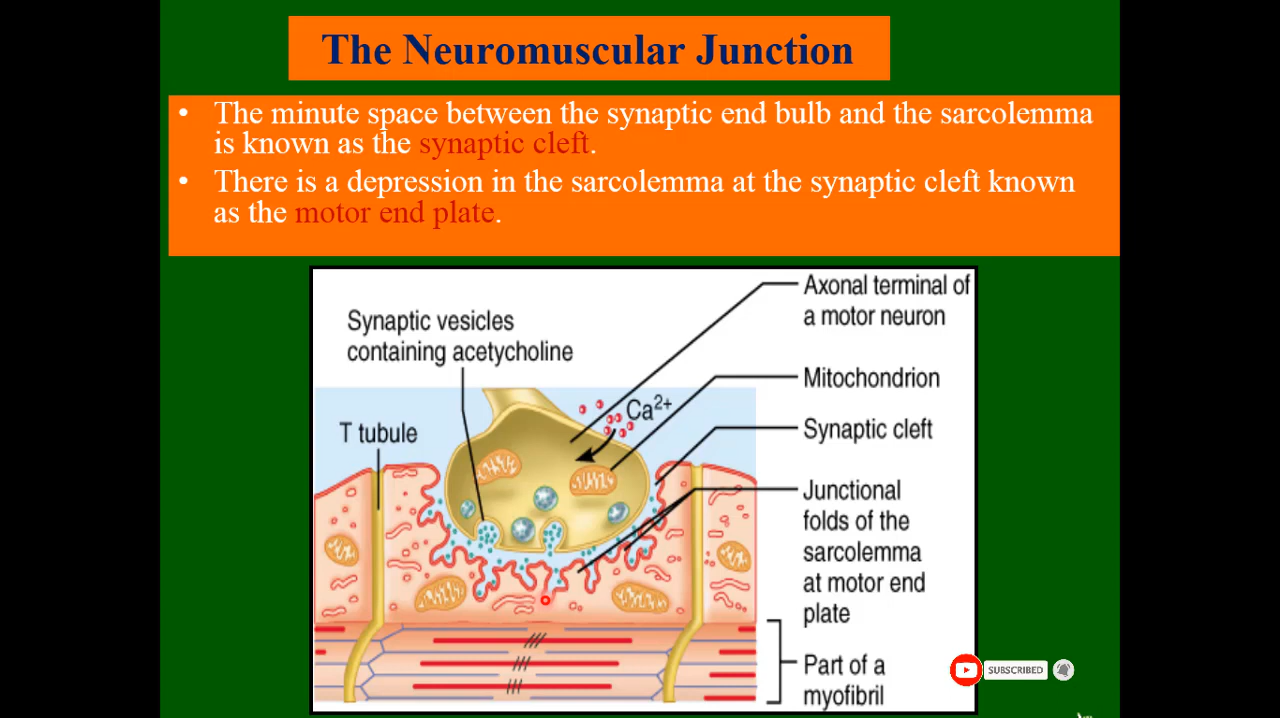 The Neuromuscular Junction
• The minute space between the synaptic end bulb and the sarcolemma
is known as the synaptic cleft.
• There is a depression in the sarcolemma at the synaptic cleft known
as the motor end plate.
Synaptic vesicles
containing acetycholine
T tubule
Ca2+
Axonal terminal of
a motor neuron
Mitochondrion
Synaptic cleft
Junctional
folds of the
sarcolemma
at motor end
plate
Part of a
myofibril
SUBSCRIBED